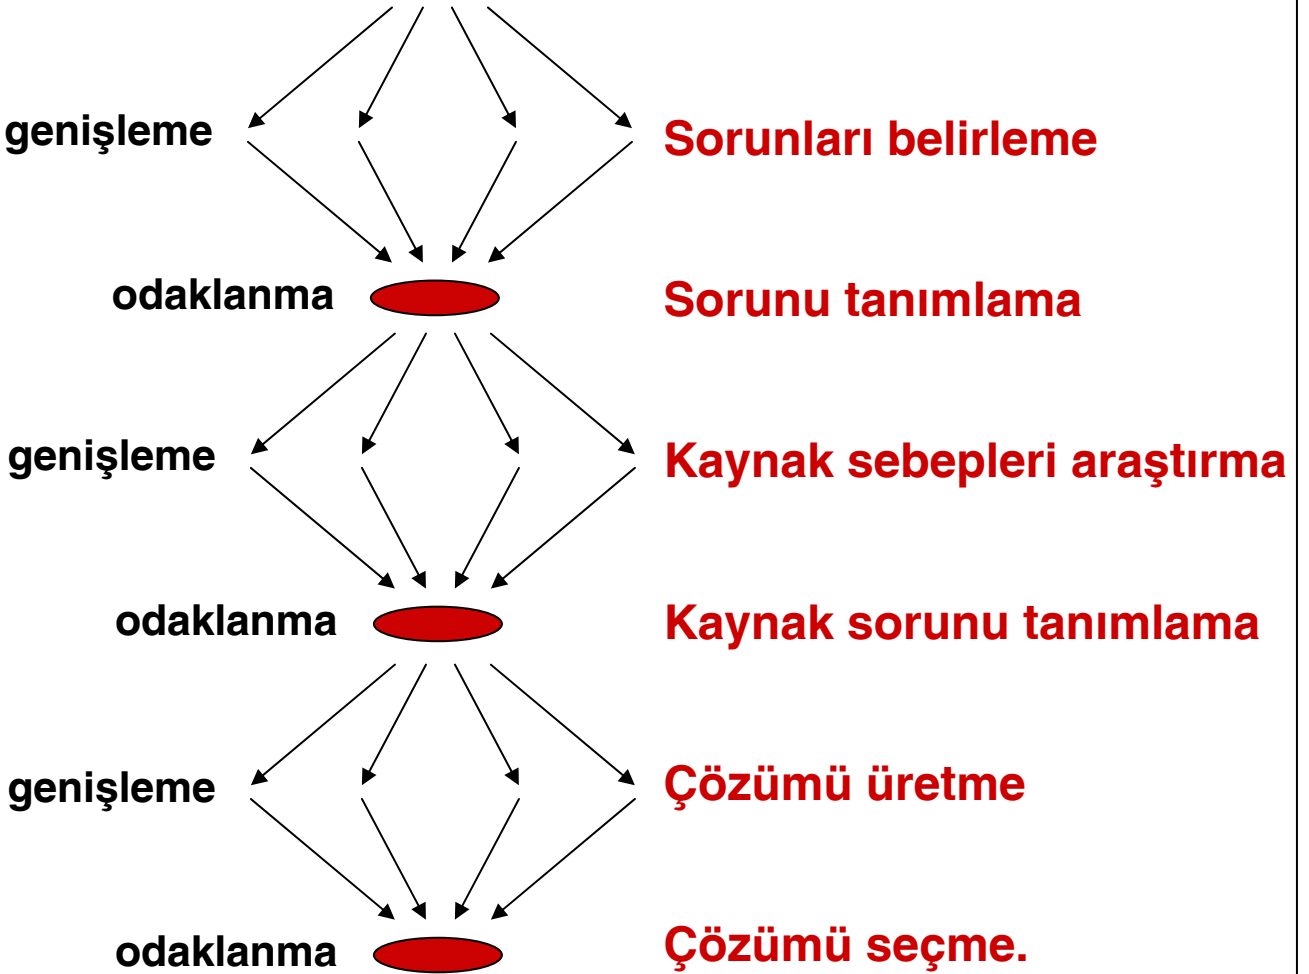 genişleme
Sorunları belirleme
odaklanma
Sorunu tanımlama
genişleme
Kaynak sebepleri araştırma
odaklanma
Kaynak sorunu tanımlama
genişleme
Çözümü üretme
odaklanma
Çözümü seçme.